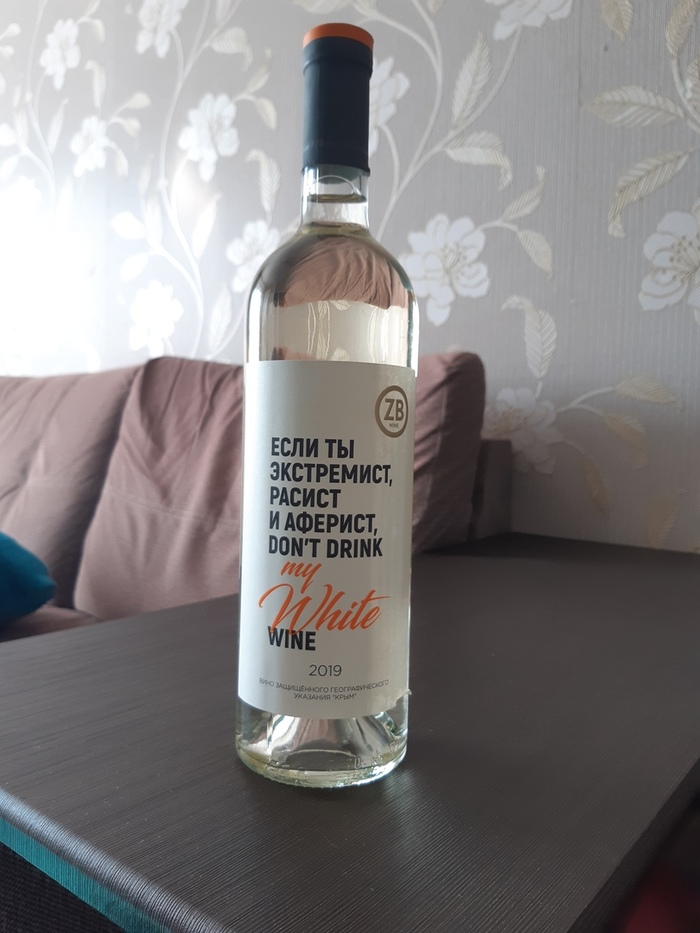 ZB
WINE
ЕСЛИ ТЫ
ЭКСТРЕМИСТ,
РАСИСТ
И АФЕРИСТ,
DON'T DRINK
my
White
WINE
2019
ВИНО ЗАЩИЩЁННОГО ГЕОГРАФИЧЕСКОГО
УКАЗАНИЯ "КРЫМ"